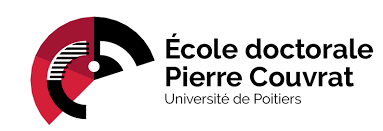 École doctorale
Pierre Couvrat
Université de Poitiers